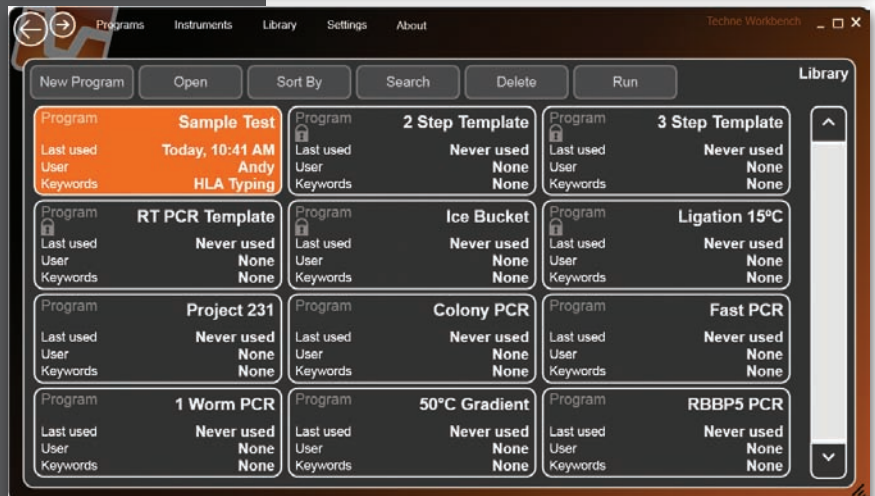 Programs Instruments Library Settings About Techne Workbench
New Program Open Sort By Search Delete Run Library
Program Sample Test
Last used Today, 10:41 AM
User Andy
Keywords HLA Typing
Program 2 Step Template
Last used Never used
User None
Keywords None
Program 3 Step Template
Last used Never used
User None
Keywords None
Program RT PCR Template
Last used Never used
User None
Keywords None
Program Ice Bucket
Last used Never used
User None
Keywords None
Program Ligation 15ºC
Last used Never used
User None
Keywords None
Program Project 231
Last used Never used
User None
Keywords None
Program Colony PCR
Last used Never used
User None
Keywords None
Program Fast PCR
Last used Never used
User None
Keywords None
Program 1 Worm PCR
Last used Never used
User None
Keywords None
Program 50°C Gradient
Last used Never used
User None
Keywords None
Program RBBP5 PCR
Last used Never used
User None
Keywords None